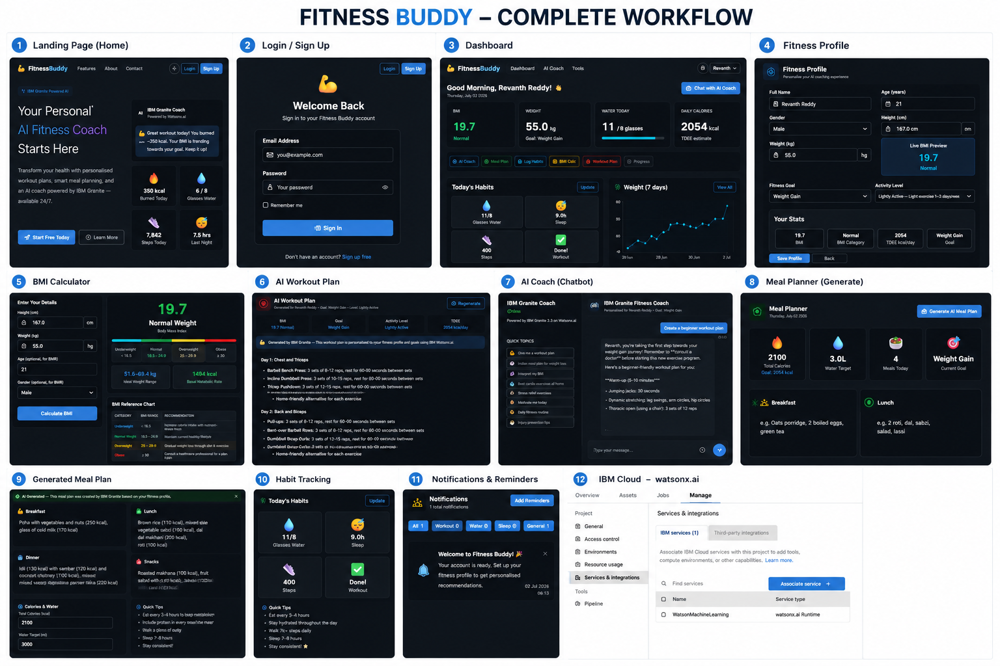 FITNESS BUDDY – COMPLETE WORKFLOW
1 Landing Page (Home)
FitnessBuddy Features About Contact Login Sign Up
IBM Granite Powered AI
Your Personal
AI Fitness Coach
Starts Here
Transform your health with personalised
workout plans, smart meal planning, and
an AI coach powered by IBM Granite —
available 24/7.
Start Free Today Learn More
AI IBM Granite Coach
Powered by Watsonx.ai
Great workout today! You burned
~350 kcal. Your BMI is trending
towards your goal. Keep it up!
350 kcal
Burned Today
6 / 8
Glasses Water
7,842
Steps Today
7.5 hrs
Last Night
2 Login / Sign Up
Login Sign Up
Welcome Back
Sign in to your Fitness Buddy account
Email Address
you@example.com
Password
Your password
Remember me
Sign In
Don't have an account? Sign up free
3 Dashboard
FitnessBuddy Dashboard AI Coach Tools Revanth
Good Morning, Revanth Reddy!
Thursday, July 02 2026
Chat with AI Coach
BMI
19.7
Normal
WEIGHT
55.0 hg
Goal: Weight Gain
WATER TODAY
11 / 8 glasses
DAILY CALORIES
2054 kcal
TDEE estimate
AI Coach Meal Plan Log Habits BMI Calc Workout Plan Progress
Today's Habits Update
11/8
Glasses Water
9.0h
Sleep
400
Steps
Done!
Workout
Weight (7 days) View All
60
50
50
40
28 Jun 30 Jun 2 Jul
4 Fitness Profile
Fitness Profile
Personalise your AI coaching experience
Full Name
Revanth Reddy
Age (years)
21
Gender
Male
Height (cm)
167.0 cm cm
Weight (kg)
55.0 hg
Live BMI Preview
19.7
Normal
Fitness Goal
Weight Gain
Activity Level
Lightly Active — Light exercise 1–3 days/week
Your Stats
19.7
BMI
Normal
BMI Category
2054
TDEE kcal/day
Weight Gain
Goal
Save Profile Back
5 BMI Calculator
Enter Your Details
Height (cm)
167.0 cm
Weight (kg)
55.0 hg
Age (optional, for BMR)
21
Gender (optional, for BMR)
Male
Calculate BMI
19.7
Normal Weight
Body Mass Index
Underweight Normal Overweight Obese
< 18.5 18.5 – 24.9 25 – 29.9 ≥ 30
51.6–69.4 kg
Ideal Weight Range
1494 kcal
Basal Metabolic Rate
BMI Reference Chart
CATEGORY BMI RANGE RECOMMENDATION
Underweight < 18.5 Increase calorie intake with nutrient-
Normal Weight 18.5 – 24.9 Maintain current healthy lifestyle
Overweight 25 – 29.9 Gradual weight loss through diet & exercise
Obese ≥ 30 Consult a healthcare professional for a plan
6 AI Workout Plan
AI Workout Plan
Generated for Revanth Reddy • Goal: Weight Gain • Level: Lightly Active
Regenerate
BMI
19.7 (Normal)
Goal
Weight Gain
Activity Level
Lightly Active
TDEE
2054 kcal/day
Generated by IBM Granite — This workout plan is personalized to your fitness profile and goals using IBM Watsonx.ai.
Day 1: Chest and Triceps
• Barbell Bench Press: 3 sets of 8-12 reps, rest for 60-90 seconds between sets
• Incline Dumbbell Press: 3 sets of 10-15 reps, rest for 60-90 seconds between sets
• Tricep Pushdown: 3 sets of 12-15 reps, rest for 60-90 seconds between sets
• Home-friendly alternative for each exercise
Day 2: Back and Biceps
• Pull-ups: 3 sets of 8-12 reps, rest for 60-90 seconds between sets
• Bent-over Barbell Rows: 3 sets of 8-12 reps, rest for 60-90 seconds between sets
• Dumbbell Bicep Curls: 3 sets of 12-15 reps, rest for 60-90 seconds between sets
• Home-friendly alternative for each exercise
7 AI Coach (Chatbot)
IBM Granite Coach
Online
Powered by IBM Granite 3.3 on Watsonx.ai
QUICK TOPICS
Give me a workout plan
Indian meal plan for weight loss
Interpret my BMI
Best cardio exercises at home
Stress relief exercises
Motivate me today
Daily fitness routine
Injury prevention tips
IBM Granite Fitness Coach
Personalised for Revanth Reddy • Goal: Weight Gain
Create a beginner workout plan
Revanth, you're taking the first step towards your
weight gain journey! Remember to **consult a
doctor** before starting this new exercise program.
Here's a beginner-friendly workout plan for you:
**Warm-up (5-10 minutes***
• Jumping jacks: 30 seconds
• Dynamic stretching: leg swings, arm circles, hip circles
• Thoracic open (using a chair): 3 sets of 12 reps
Type your message...
8 Meal Planner (Generate)
Meal Planner
Thursday, July 02 2506
Generate AI Meal Plan
2100
Total Calories
Goal: 2054 kcal
3.0L
Water Target
4
Meals Today
Weight Gain
Current Goal
Breakfast
e.g. Oats porridge, 2 boiled eggs,
green tea
Lunch
e.g. 2 roti, dal, sabzi,
salad, lassi
9 Generated Meal Plan
AI Generated — This meal plan was created by IBM Granite based on your fitness profile.
Breakfast
Poha with vegetables and nuts (250 kcal),
glass of cold milk (170 kcal)
Lunch
Brown rice (110 kcal), mixed
vegetable (100 kcal), dal
dal makhani (200 kcal),
roti (100 kcal)
Dinner
Idli (130 kcal) with sambar (120 kcal) and
coconut chutney (100 kcal), mixed
(220 kcal)
Snacks
Roasted makhana (100 kcal), fruit
Calories & Water
Total Calories (kcal)
2100
Water Target (ml)
3000
Quick Tips
• Eat every 3-4 hours to keep metabolism
• Include protein in every meal
• Walk a glass of
• Sleep 7-8 hours
• Stay consistent!
10 Habit Tracking
Today's Habits Update
11/8
Glasses Water
9.0h
Sleep
400
Steps
Done!
Workout
Quick Tips
• Eat every 3-4 hours
• Stay hydrated throughout the day
• Walk 7k+ steps daily
• Sleep 7-8 hours
• Stay consistent!
11 Notifications & Reminders
Notifications
1 total notifications
Add Reminders
All 1 Workout 0 Water 0 Sleep 0 General 1
Welcome to Fitness Buddy!
Your account is ready. Set up your
fitness profile to get personalised
recommendations.
02 Jul 2026
06:13
12 IBM Cloud – watsonx.ai
Overview Assets Jobs Manage
Project
General
Access control
Environments
Resource usage
Services & integrations
Tools
Pipeline
Services & integrations
IBM services (1) Third-party integrations
Associate IBM Cloud services with this project to add tools,
compute environments, or other capabilities. Learn more.
Find services
Associate service +
Name Service type
WatsonMachineLearning watsonx.ai Runtime